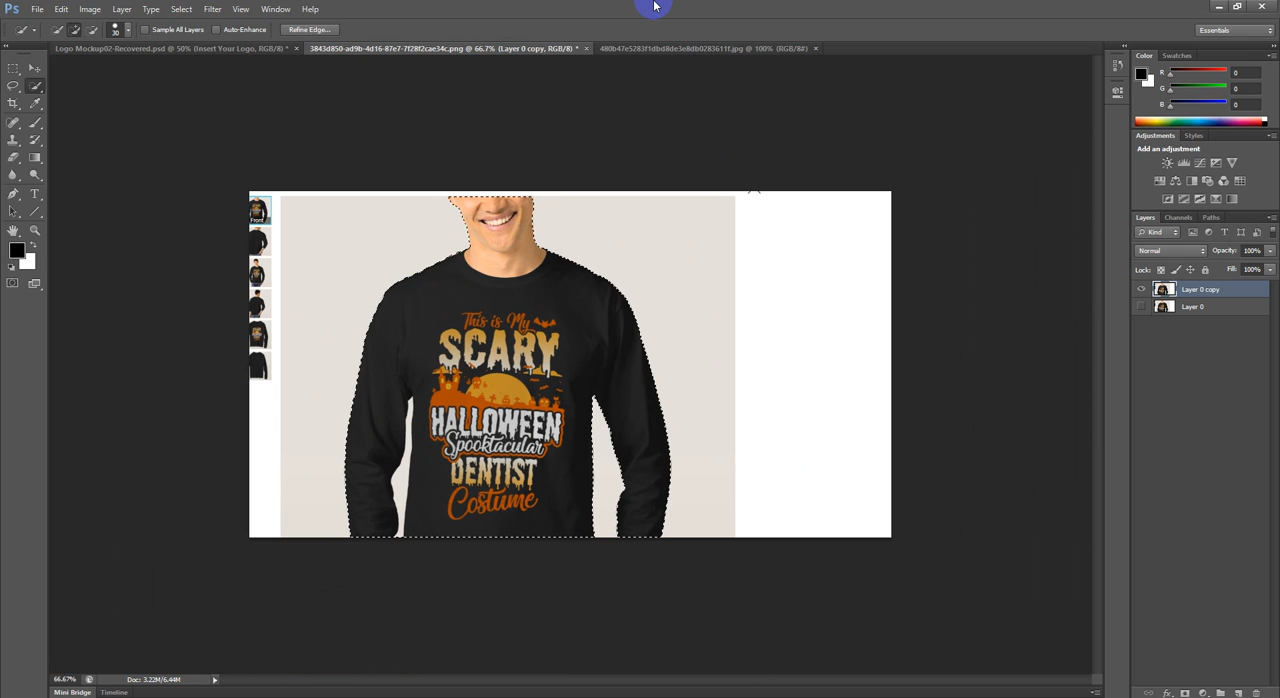 Ps File Edit Image Layer Type Select Filter View Window Help
30 Sample All Layers Auto-Enhance Refine Edge... Essentials
Logo Mockup02-Recovered.psd @ 50% (Insert Your Logo, RGB/8) * × 3843d850-ad9b-4d16-87e7-7f28f2cae34c.png @ 66.7% (Layer 0 copy, RGB/8) * × 480b47e5283f1dbd8de3e8db0283611f.jpg @ 100% (RGB/8#) ×
Color Swatches
R 0
G 0
B 0
Adjustments Styles
Add an adjustment
Layers Channels Paths
Kind
Normal Opacity: 100%
Lock: Fill: 100%
Layer 0 copy
Layer 0
Front
This is My
SCARY
HALLOWEEN
Spooktacular
DENTIST
Costume
66.67% Doc: 3.22M/6.44M
Mini Bridge Timeline